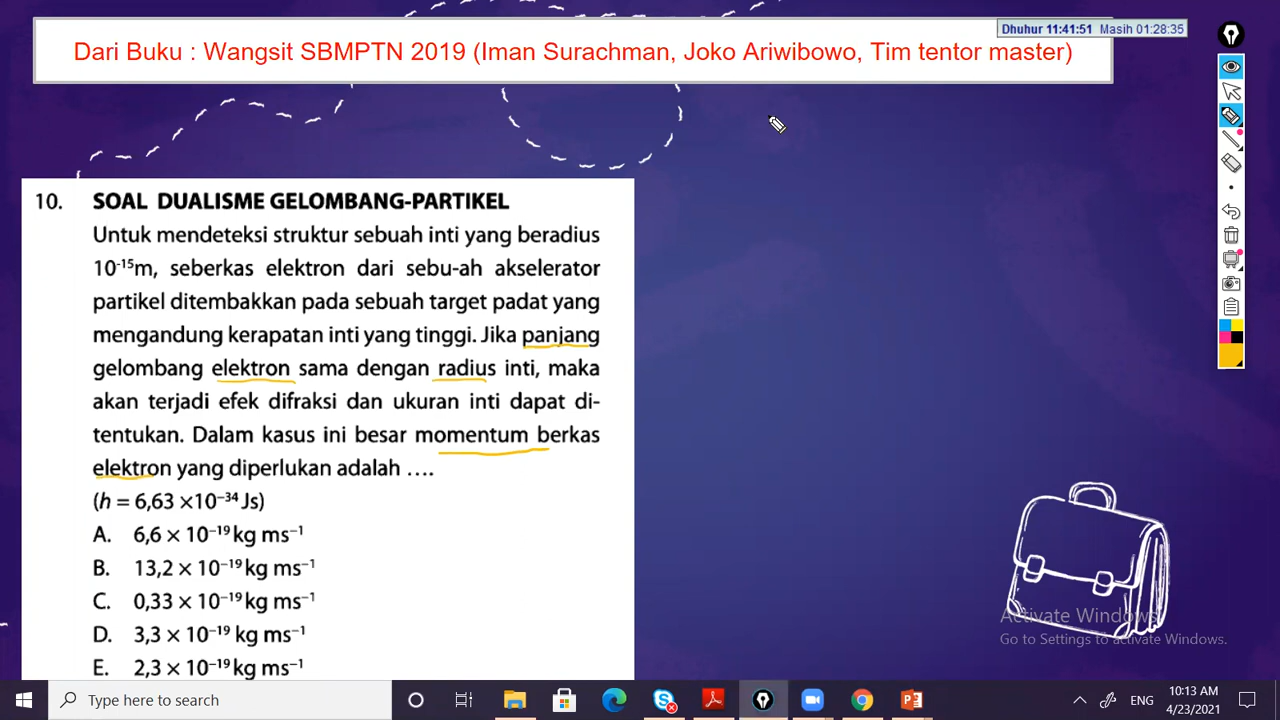 Dhuhur 11:41:51 Masih 01:28:35
Dari Buku : Wangsit SBMPTN 2019 (Iman Surachman, Joko Ariwibowo, Tim tentor master)
10. SOAL DUALISME GELOMBANG-PARTIKEL
Untuk mendeteksi struktur sebuah inti yang beradius
10⁻¹⁵m, seberkas elektron dari sebu-ah akselerator
partikel ditembakkan pada sebuah target padat yang
mengandung kerapatan inti yang tinggi. Jika panjang
gelombang elektron sama dengan radius inti, maka
akan terjadi efek difraksi dan ukuran inti dapat di-
tentukan. Dalam kasus ini besar momentum berkas
elektron yang diperlukan adalah ....
(h = 6,63 ×10⁻³⁴ Js)
A. 6,6 × 10⁻¹⁹ kg ms⁻¹
B. 13,2 × 10⁻¹⁹ kg ms⁻¹
C. 0,33 × 10⁻¹⁹ kg ms⁻¹
D. 3,3 × 10⁻¹⁹ kg ms⁻¹
E. 2,3 × 10⁻¹⁹ kg ms⁻¹
Activate Windows
Go to Settings to activate Windows.
Type here to search
ENG
10:13 AM
4/23/2021